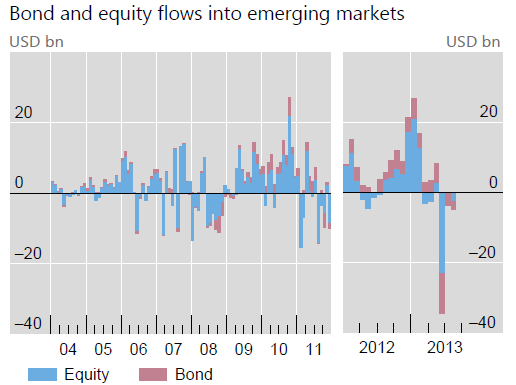 Bond and equity flows into emerging markets
USD bn USD bn
20 20
0 0
–20 –20
–40 –40
04 05 06 07 08 09 10 11 2012 2013
Equity Bond